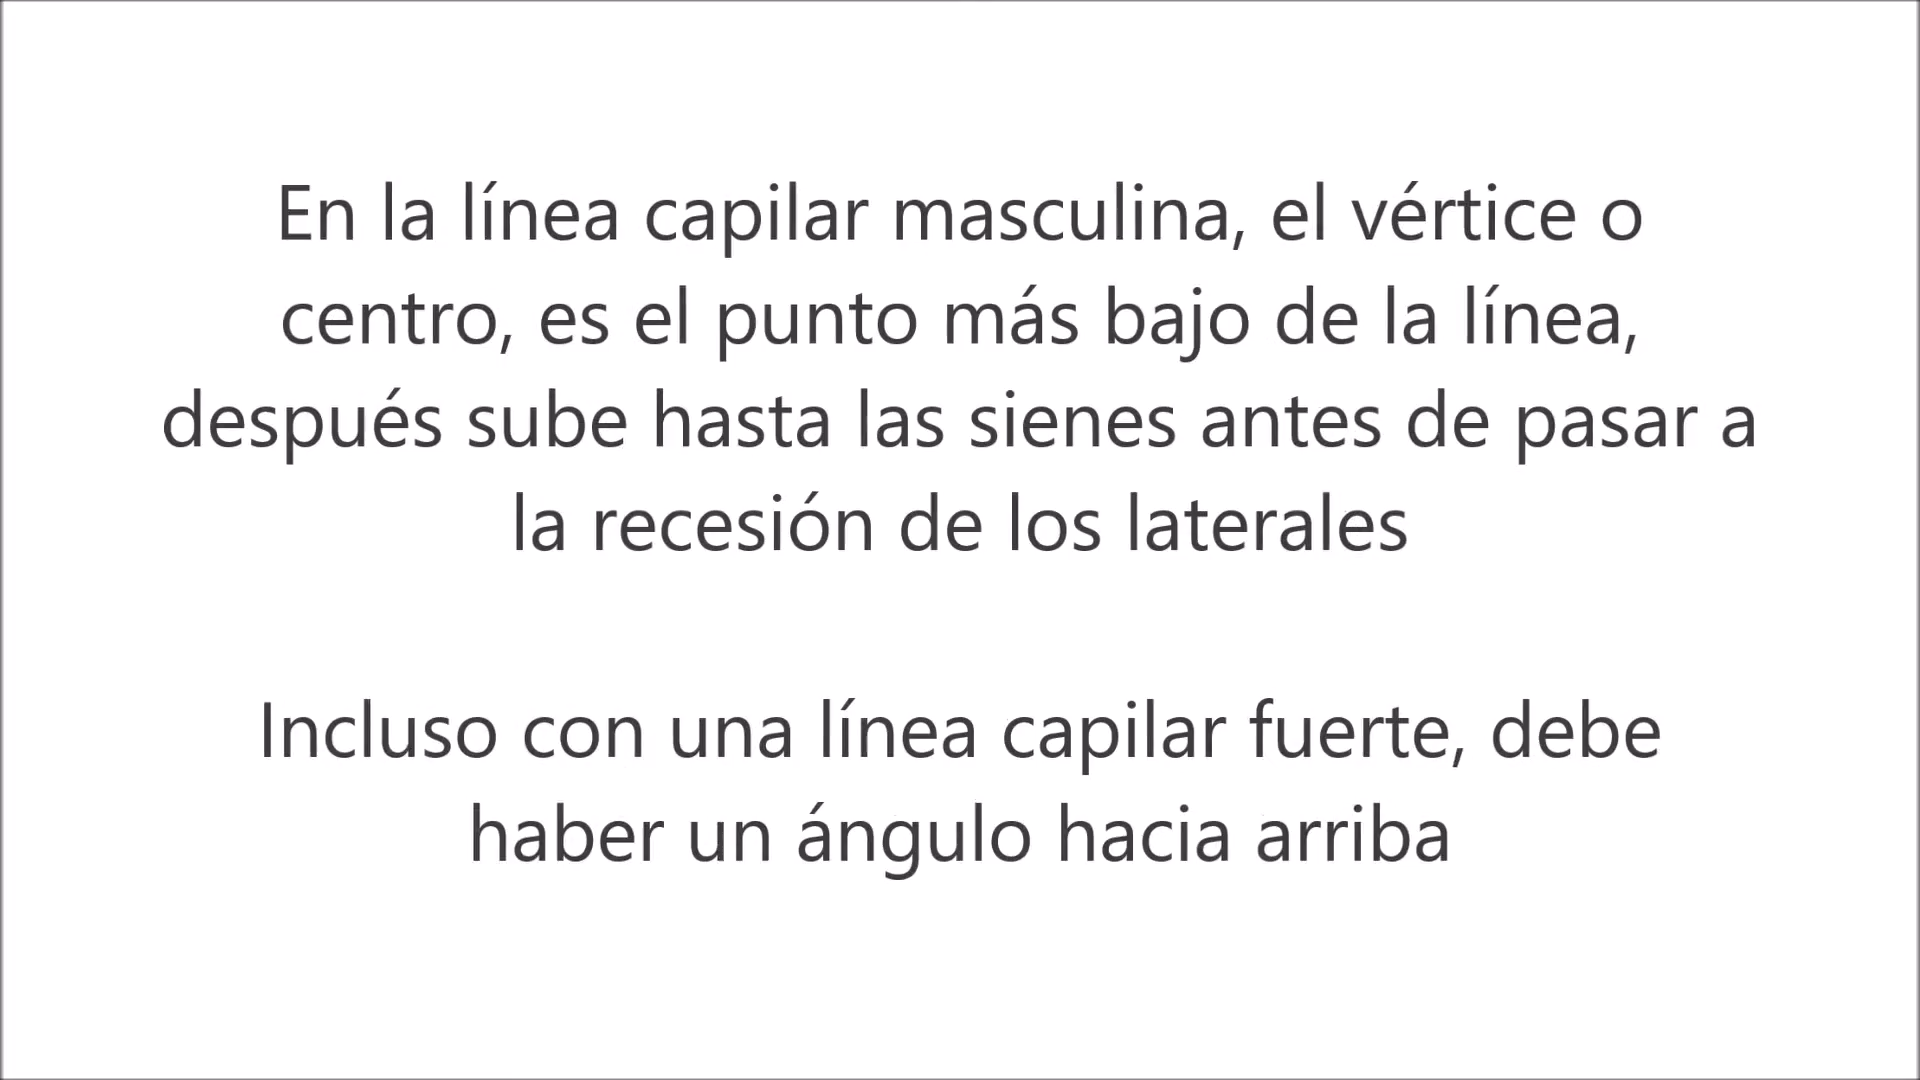 En la línea capilar masculina, el vértice o
centro, es el punto más bajo de la línea,
después sube hasta las sienes antes de pasar a
la recesión de los laterales
Incluso con una línea capilar fuerte, debe
haber un ángulo hacia arriba